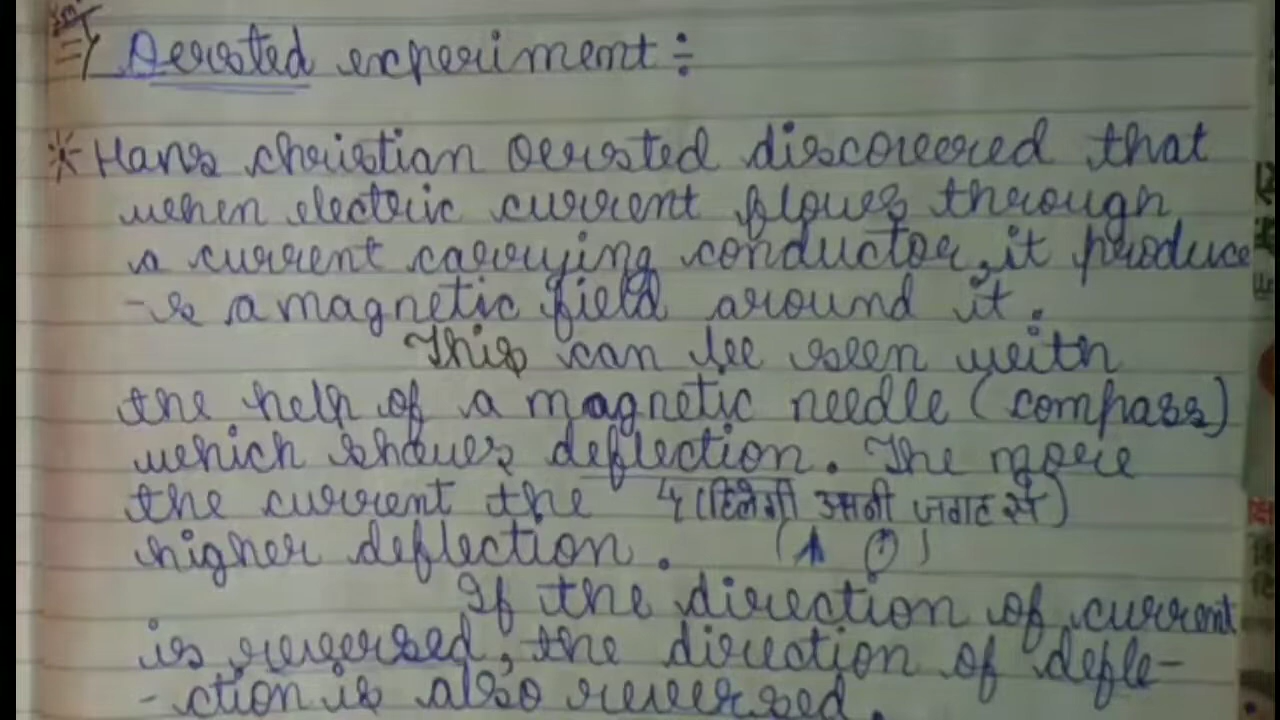 ⇒ Oersted experiment :-
* Hans christian Oersted discovered that
when electric current flows through
a current carrying conductor, it produce
-s a magnetic field around it.
This can be seen with
the help of a magnetic needle (compass)
which shows deflection. The more
the current the ↳ (हिलेगी अपनी जगह से)
higher deflection.
If the direction of current
is reversed, the direction of defle-
-ction is also reversed.